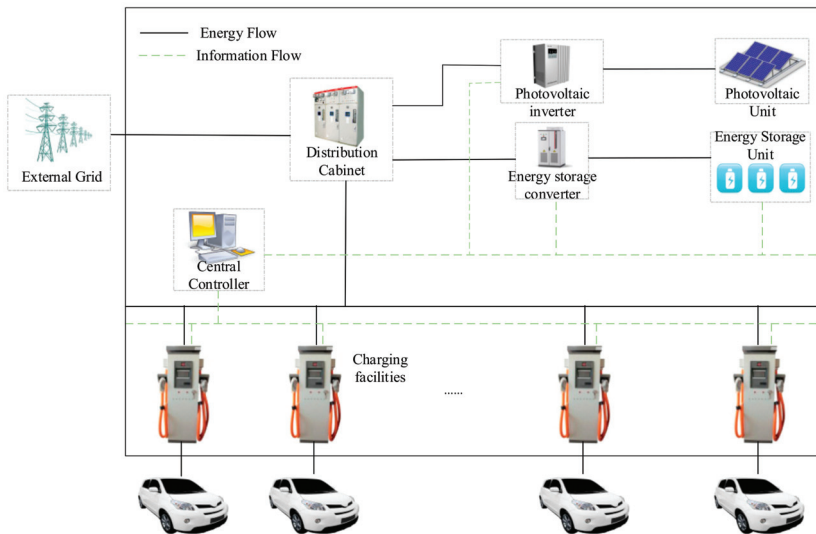 Energy Flow
Information Flow
External Grid
Distribution
Cabinet
Photovoltaic
inverter
Photovoltaic
Unit
Energy storage
converter
Energy Storage
Unit
Central
Controller
Charging
facilities
......